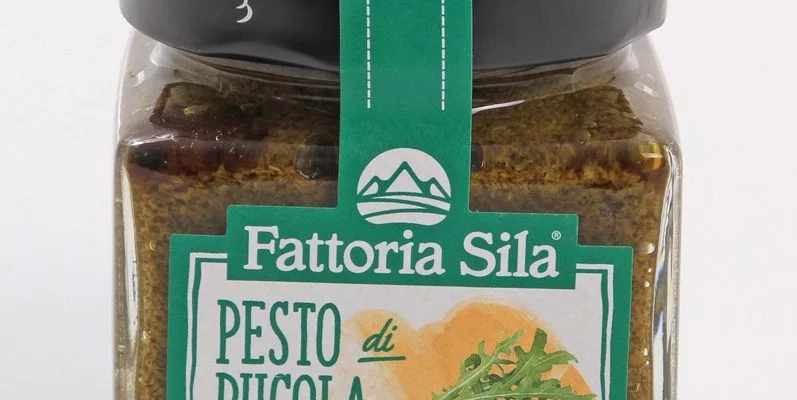 Fattoria Sila®
PESTO di
RUCOLA